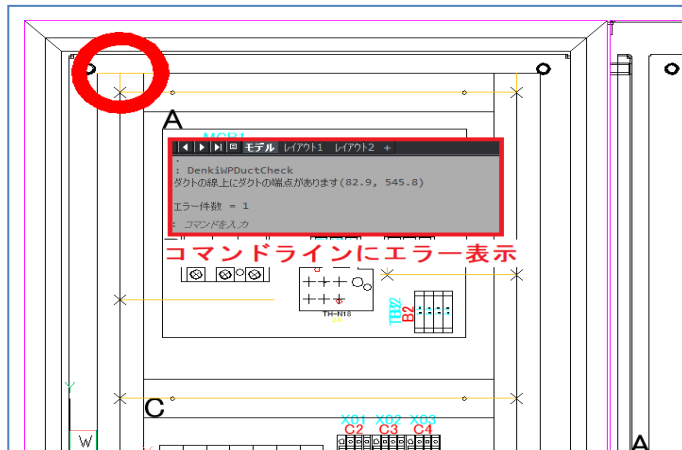 A
MCB1
モデル レイアウト1 レイアウト2 +
:
: DenkiWPDuctCheck
ダクトの線上にダクトの端点があります(82.9, 545.8)
エラー件数 = 1
: コマンドを入力
コマンドラインにエラー表示
TH-N18
TB2
B2
Y
C
X01 X02 X03
C2 C3 C4
W
A